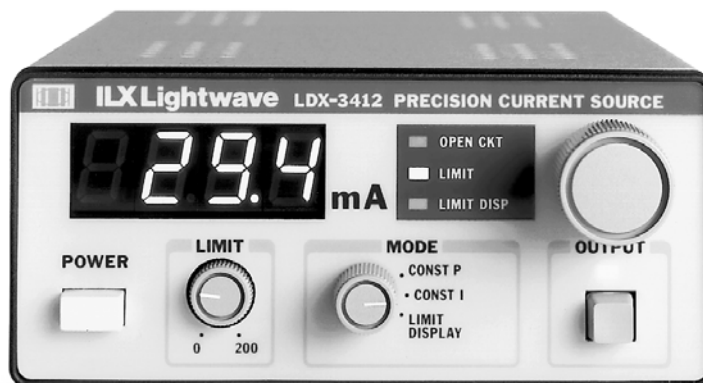 ILX Lightwave LDX-3412 PRECISION CURRENT SOURCE
29.4 mA
OPEN CKT
LIMIT
LIMIT DISP
POWER
LIMIT
0 200
MODE
CONST P
CONST I
LIMIT
DISPLAY
OUTPUT